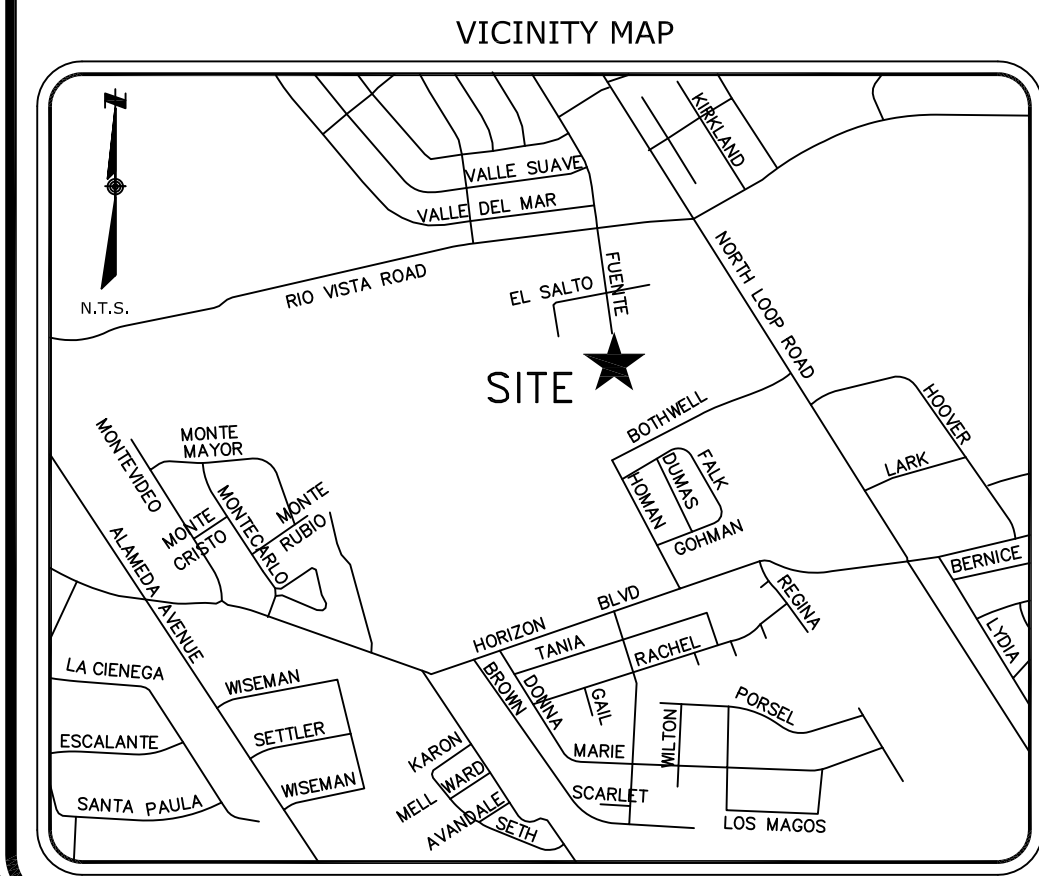 VICINITY MAP
N
N.T.S.
KIRKLAND
VALLE SUAVE
VALLE DEL MAR
RIO VISTA ROAD
EL SALTO
FUENTE
NORTH LOOP ROAD
SITE
BOTHWELL
HOOVER
LARK
FALK
DUMAS
HOMAN
GOHMAN
MONTEVIDEO
MONTE
MAYOR
MONTECARLO
MONTE
CRISTO
MONTE
RUBIO
ALAMEDA AVENUE
BERNICE
LYDIA
REGINA
HORIZON
BLVD
TANIA
RACHEL
BROWN
DONNA
GAIL
LA CIENEGA
WISEMAN
ESCALANTE
SETTLER
SANTA PAULA
WISEMAN
KARON
WARD
MELL
AVANDALE
SETH
MARIE
SCARLET
WILTON
PORSEL
LOS MAGOS